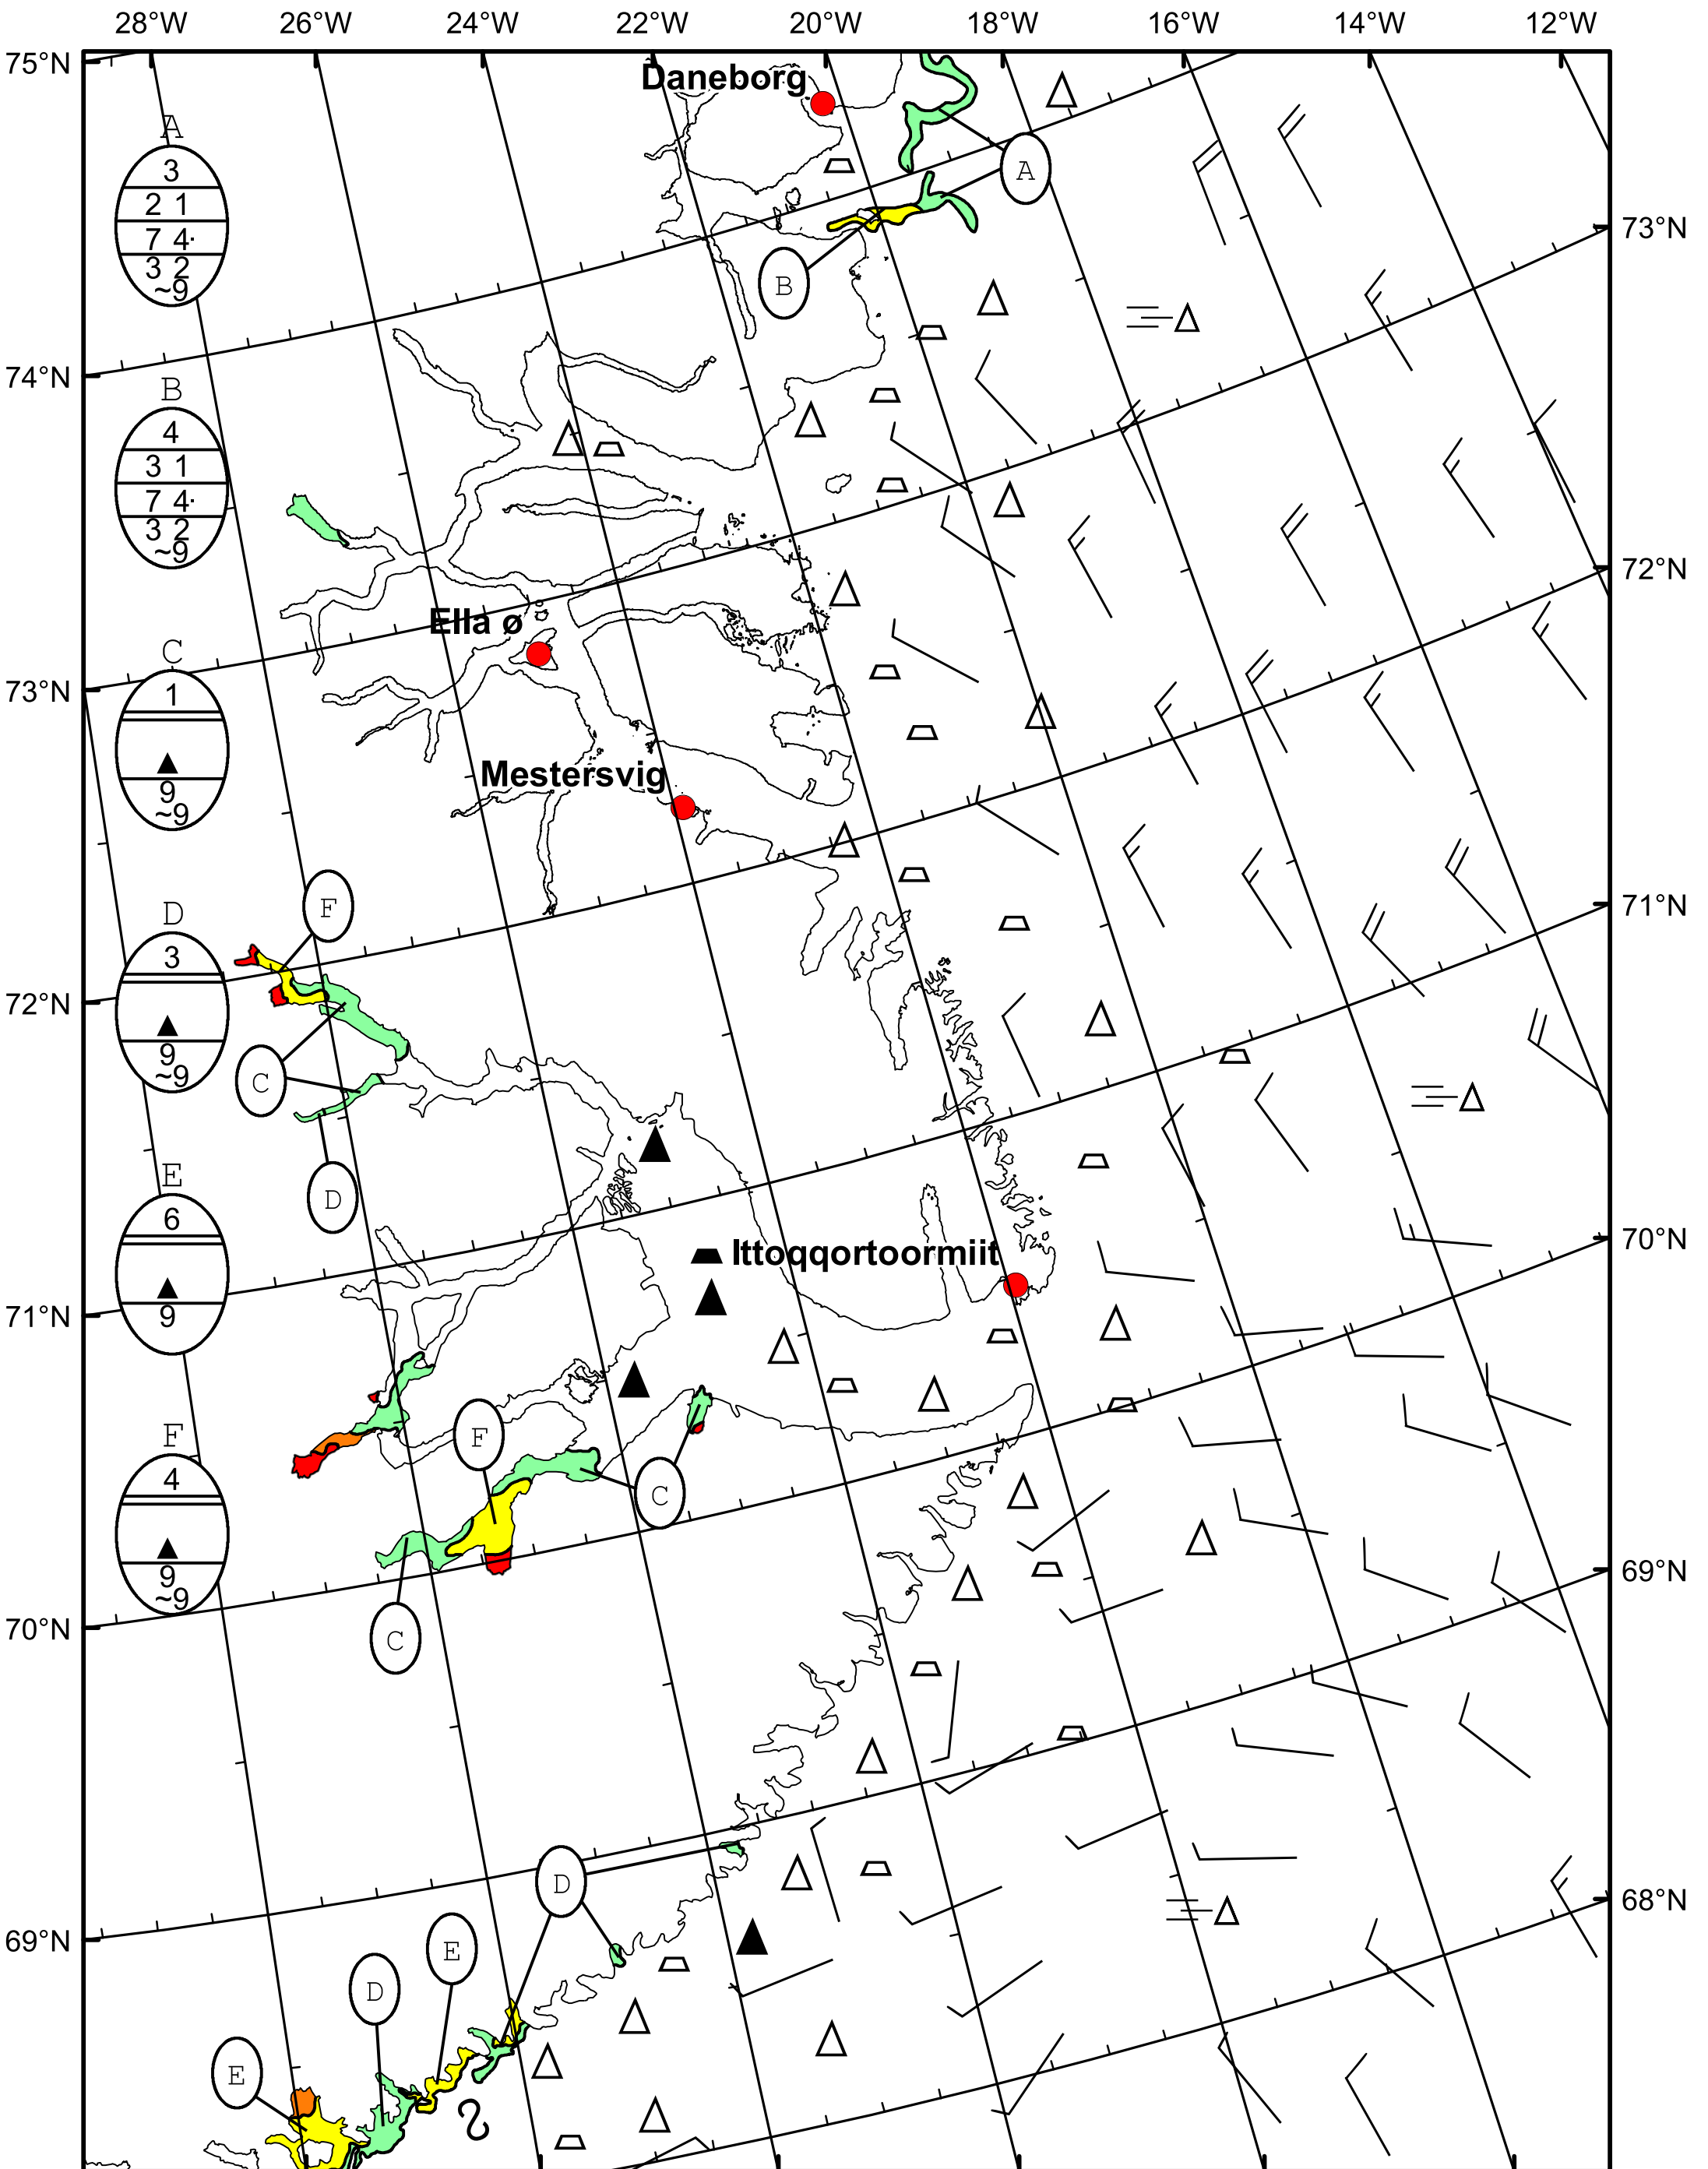 28°W 26°W 24°W 22°W 20°W 18°W 16°W 14°W 12°W
75°N
Daneborg
A
3
2 1
7 4·
3 2
~9
A
73°N
B
74°N
B
4
3 1
7 4·
3 2
~9
72°N
Ella ø
C
1
▲
9
~9
73°N
Mestersvig
F
71°N
D
3
▲
9
~9
72°N
C
D
E
6
▲
9
70°N
Ittoqqortoormiit
71°N
F
4
▲
9
~9
F
C
69°N
70°N
C
D
68°N
69°N
E
D
E